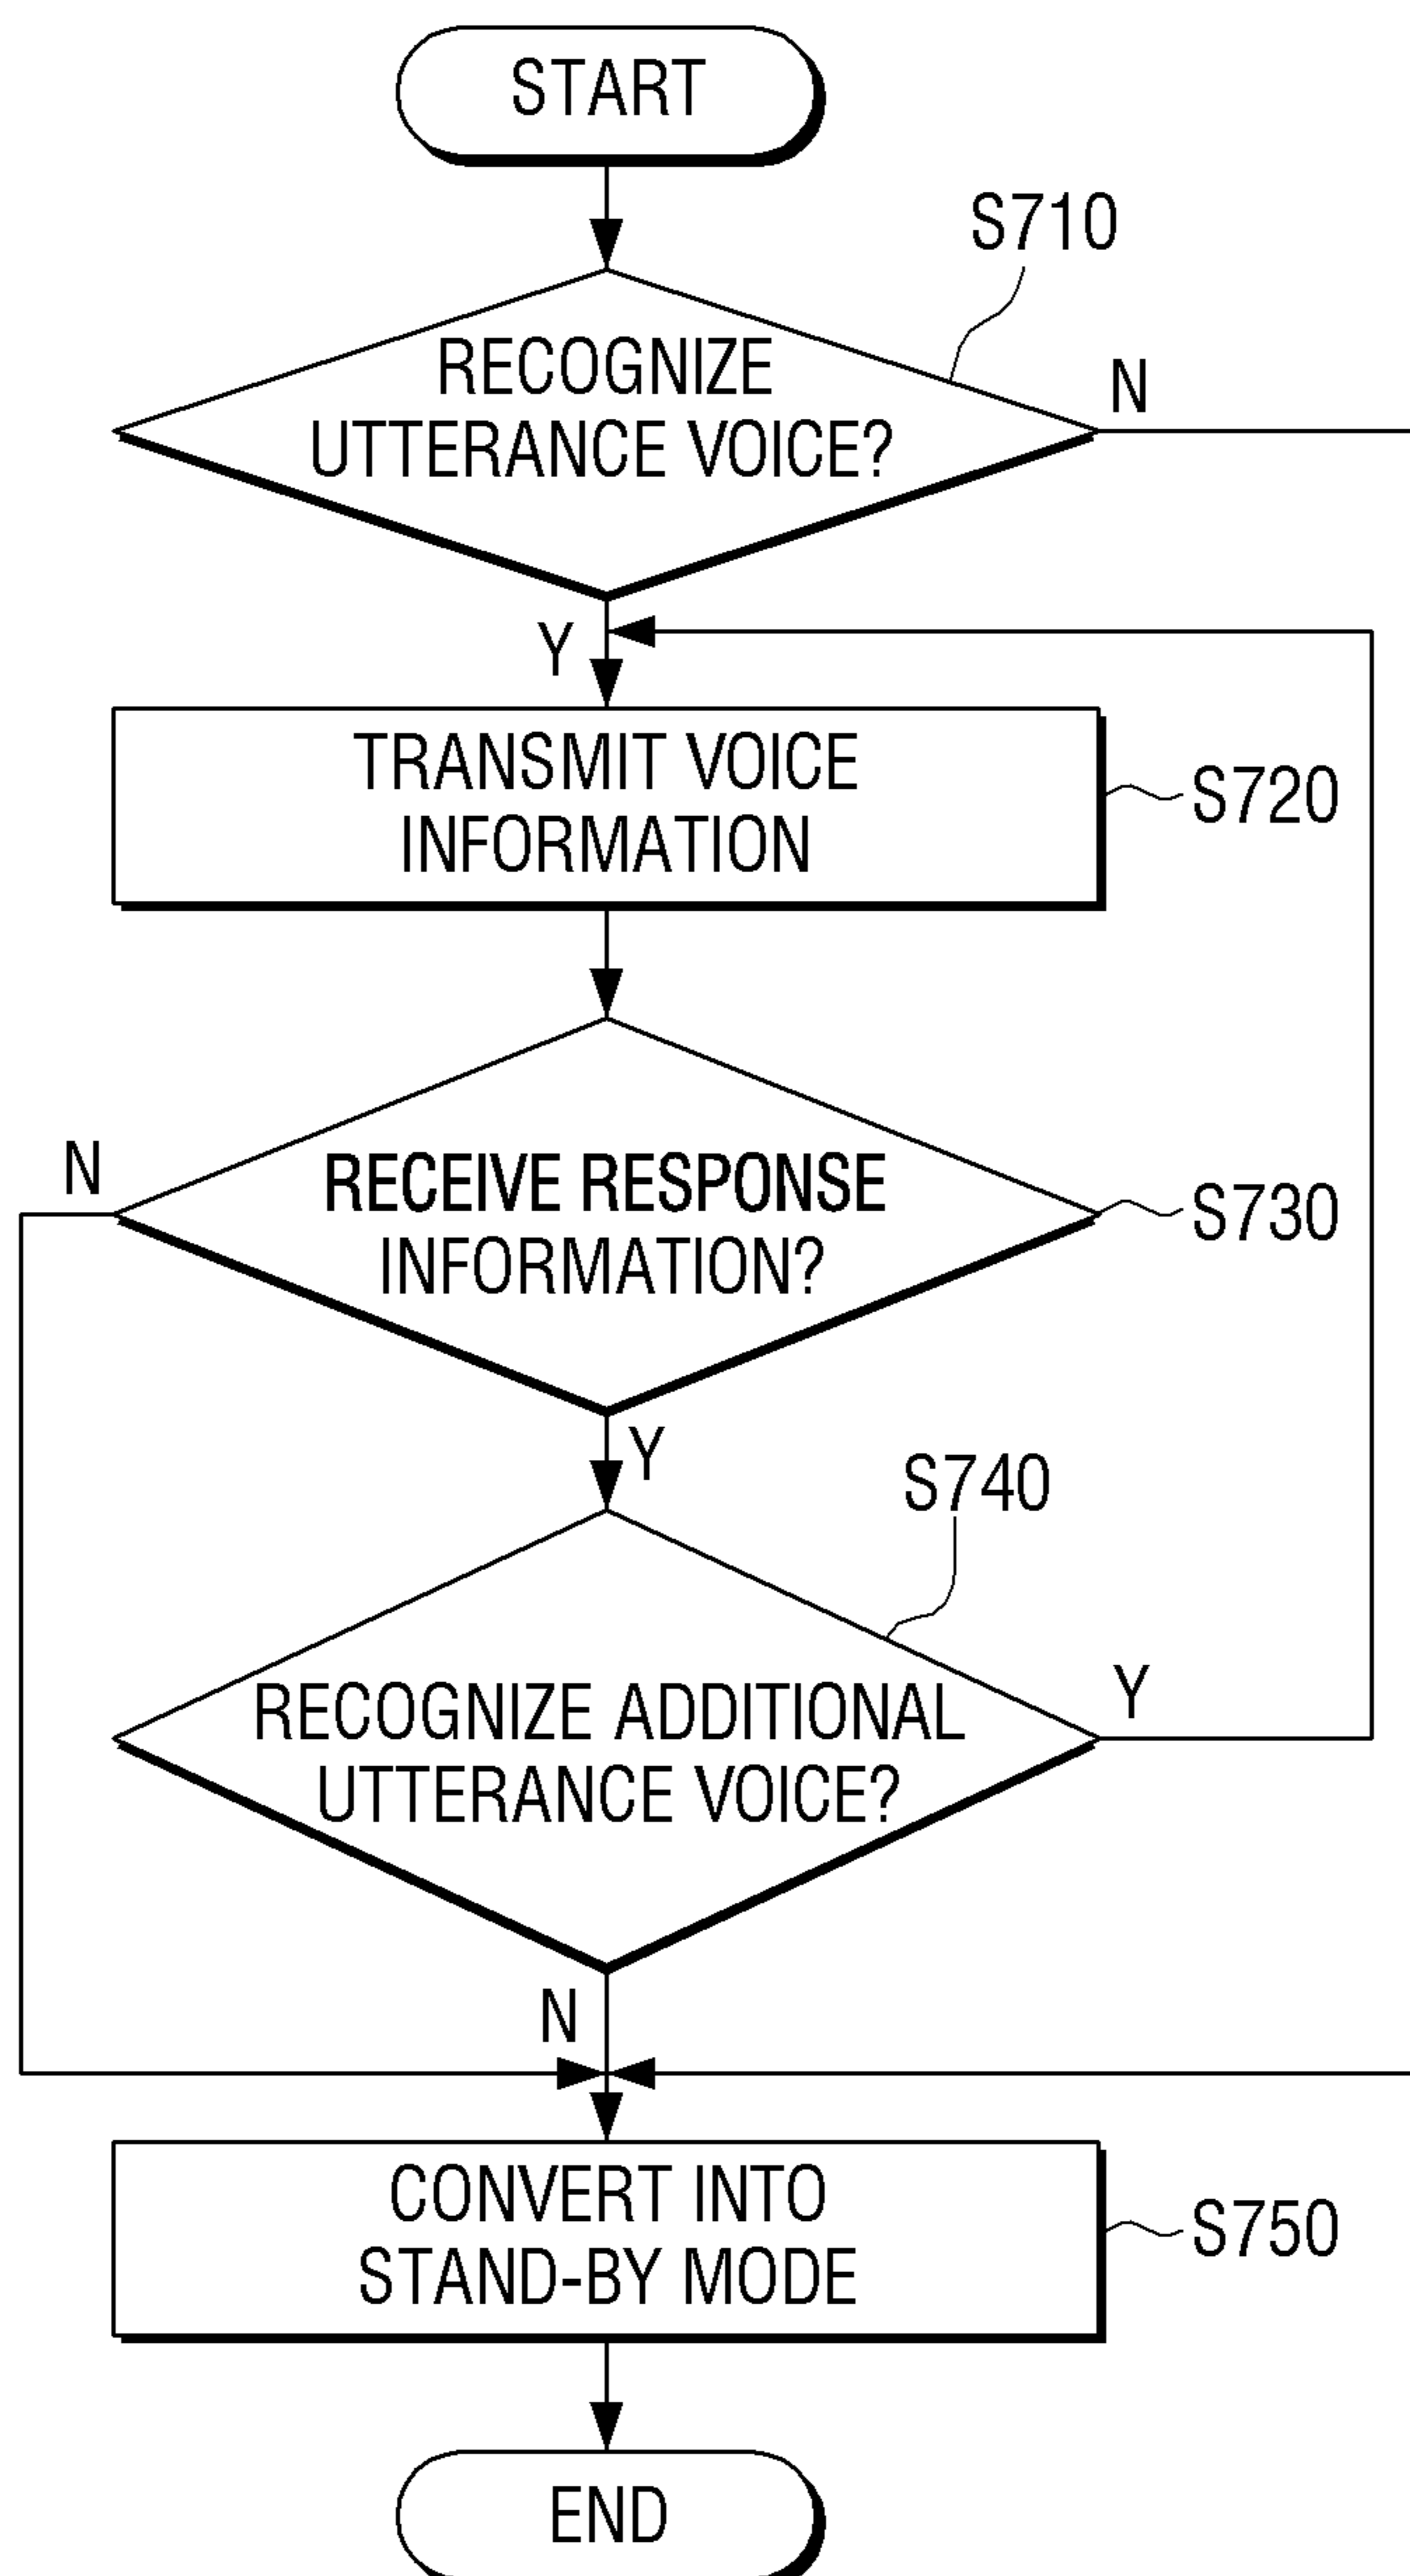 START
S710
RECOGNIZE
UTTERANCE VOICE?
N
Y
TRANSMIT VOICE
INFORMATION
S720
N
RECEIVE RESPONSE
INFORMATION?
S730
Y
S740
RECOGNIZE ADDITIONAL
UTTERANCE VOICE?
Y
N
CONVERT INTO
STAND-BY MODE
S750
END